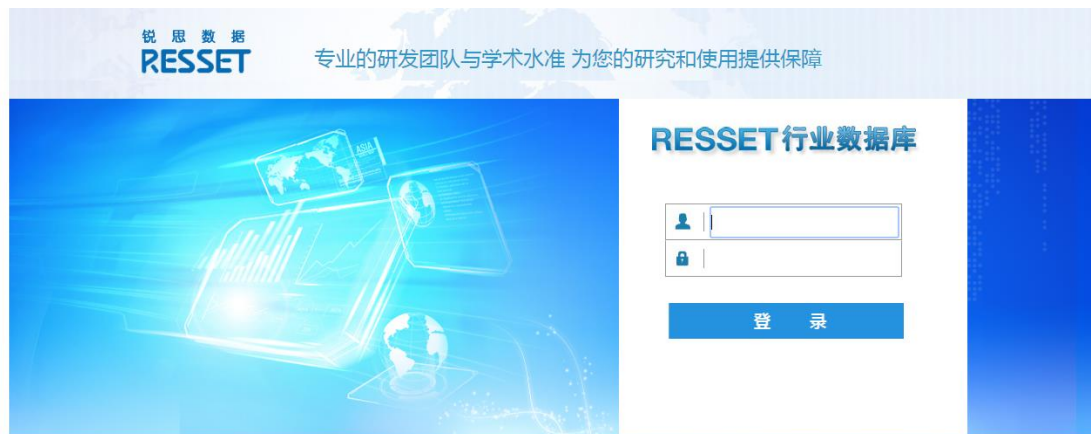 锐思数据
RESSET
专业的研发团队与学术水准 为您的研究和使用提供保障
ASIA
RESSET行业数据库
登 录